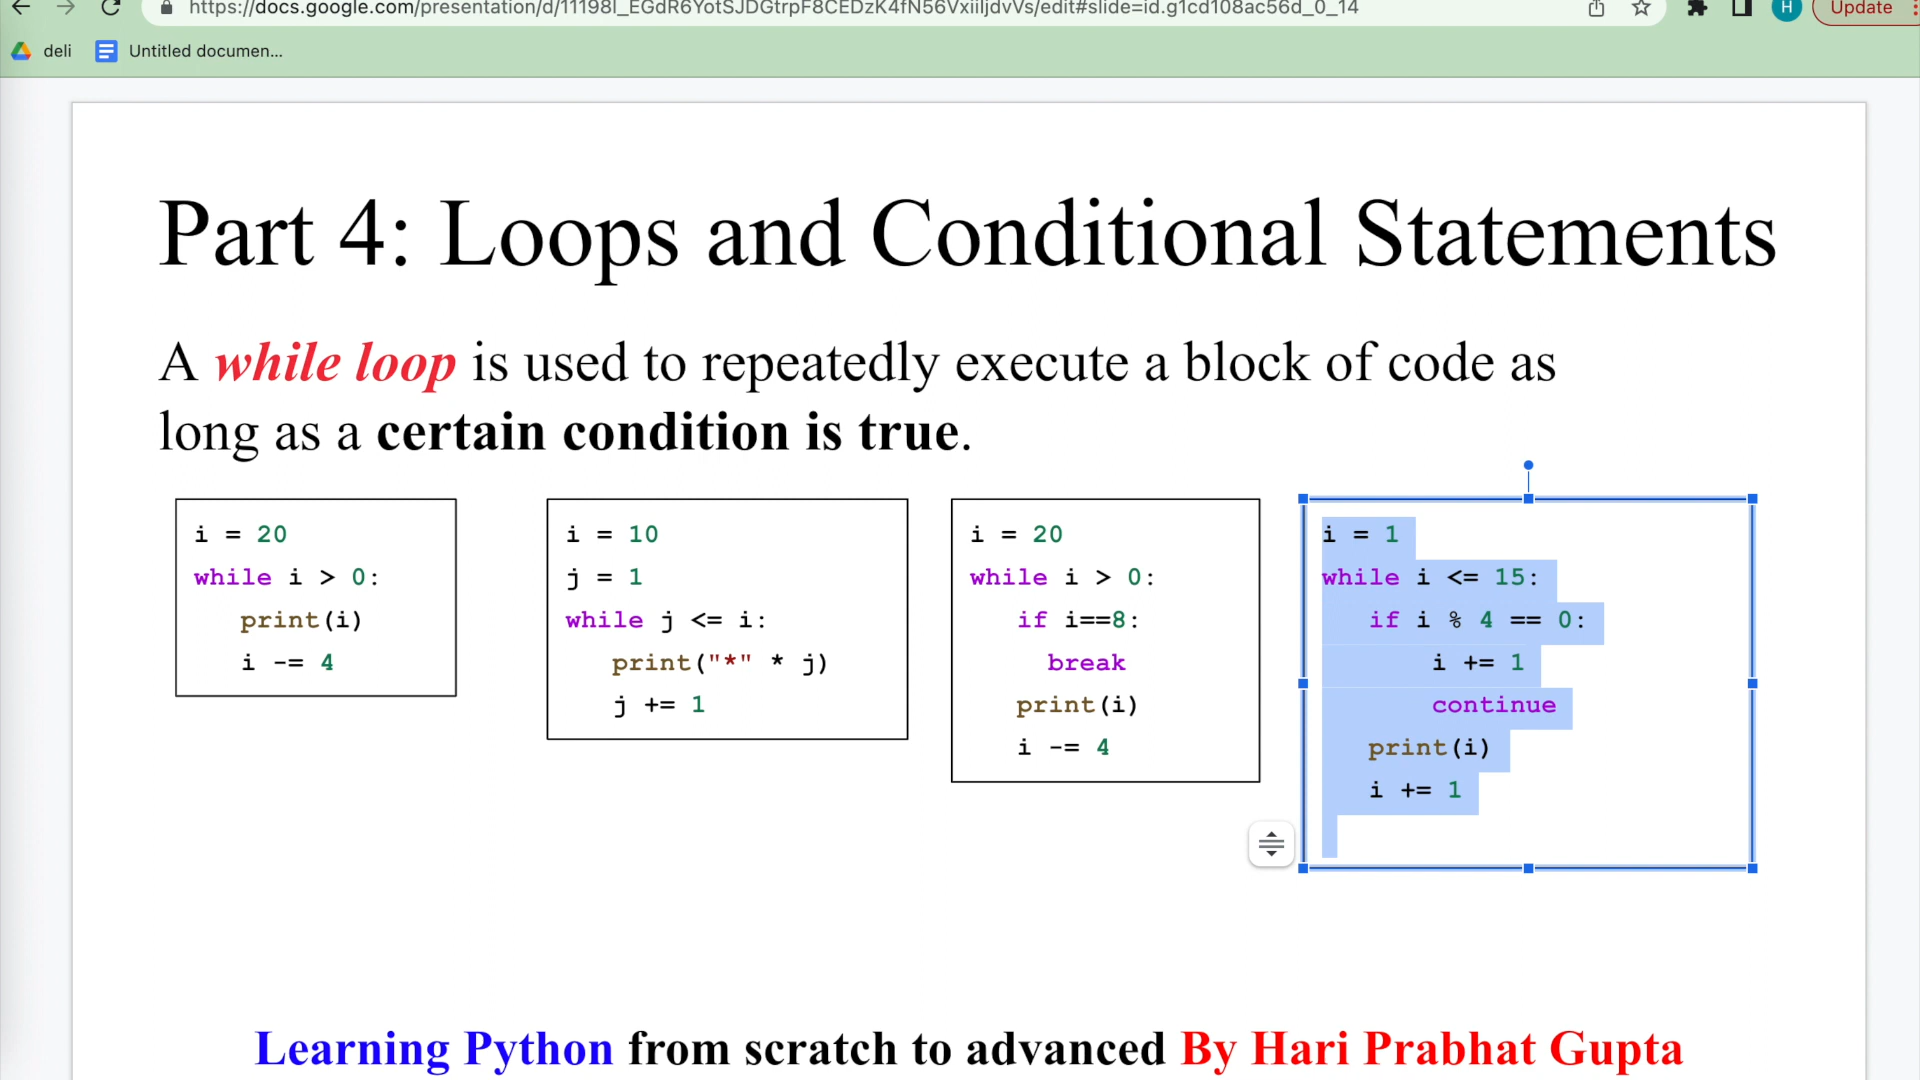 https://docs.google.com/presentation/d/11198I_EGdR6YotSJDGtrpF8CEDzK4fN56VxiiljdvVs/edit#slide=id.g1cd108ac56d_0_14
H
Update
deli
Untitled documen...
Part 4: Loops and Conditional Statements
A while loop is used to repeatedly execute a block of code as
long as a certain condition is true.
i = 20
while i > 0:
print(i)
i -= 4
i = 10
j = 1
while j <= i:
print("*" * j)
j += 1
i = 20
while i > 0:
if i==8:
break
print(i)
i -= 4
i = 1
while i <= 15:
if i % 4 == 0:
i += 1
continue
print(i)
i += 1
Learning Python from scratch to advanced By Hari Prabhat Gupta